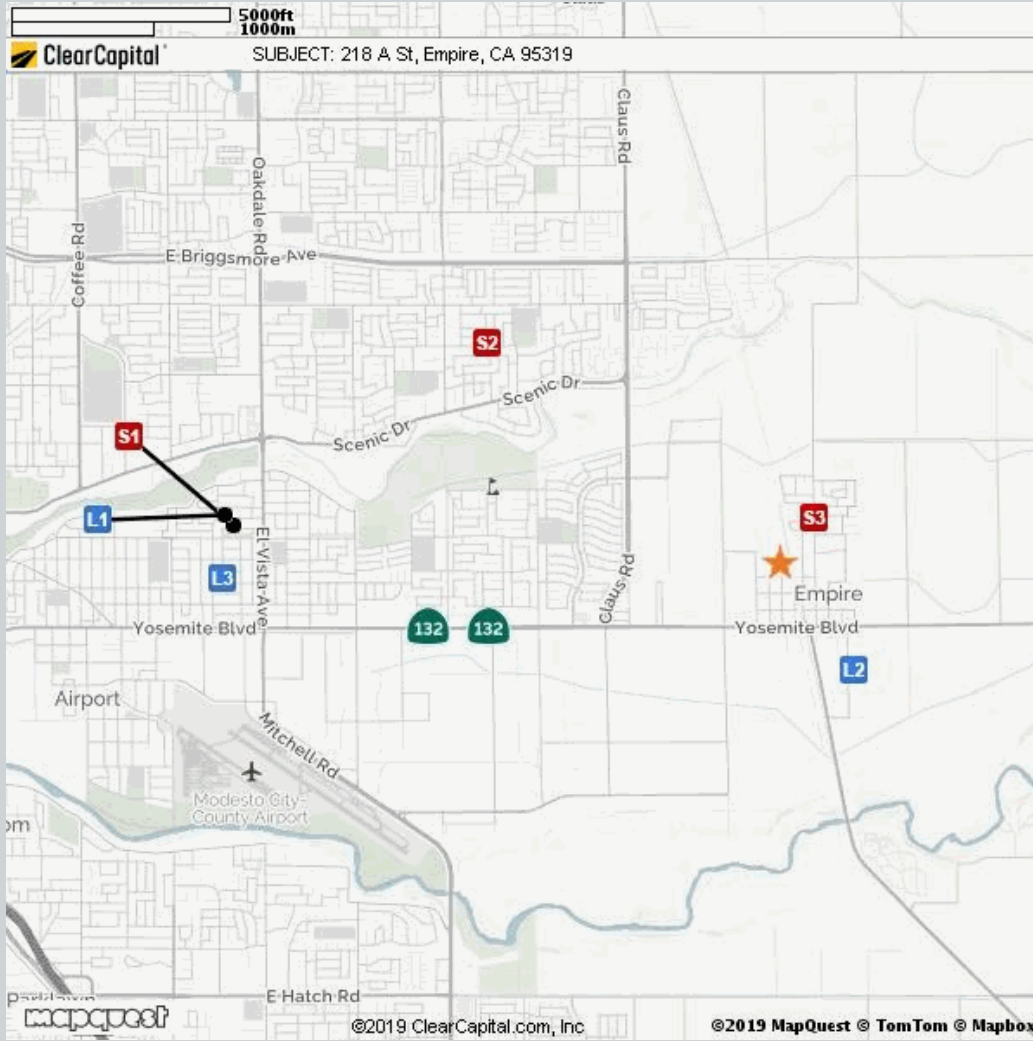 5000ft
1000m
ClearCapital
SUBJECT: 218 A St, Empire, CA 95319
Claus Rd
Oakdale Rd
Coffee Rd
E Briggsmore Ave
S2
Scenic Dr
Scenic Dr
S1
L1
S3
El Vista Ave
Claus Rd
L3
Empire
Yosemite Blvd
132
132
Yosemite Blvd
L2
Airport
Mitchell Rd
Modesto City-
County Airport
E Hatch Rd
Parklawn
mapquest
©2019 ClearCapital.com, Inc
©2019 MapQuest © TomTom © Mapbox